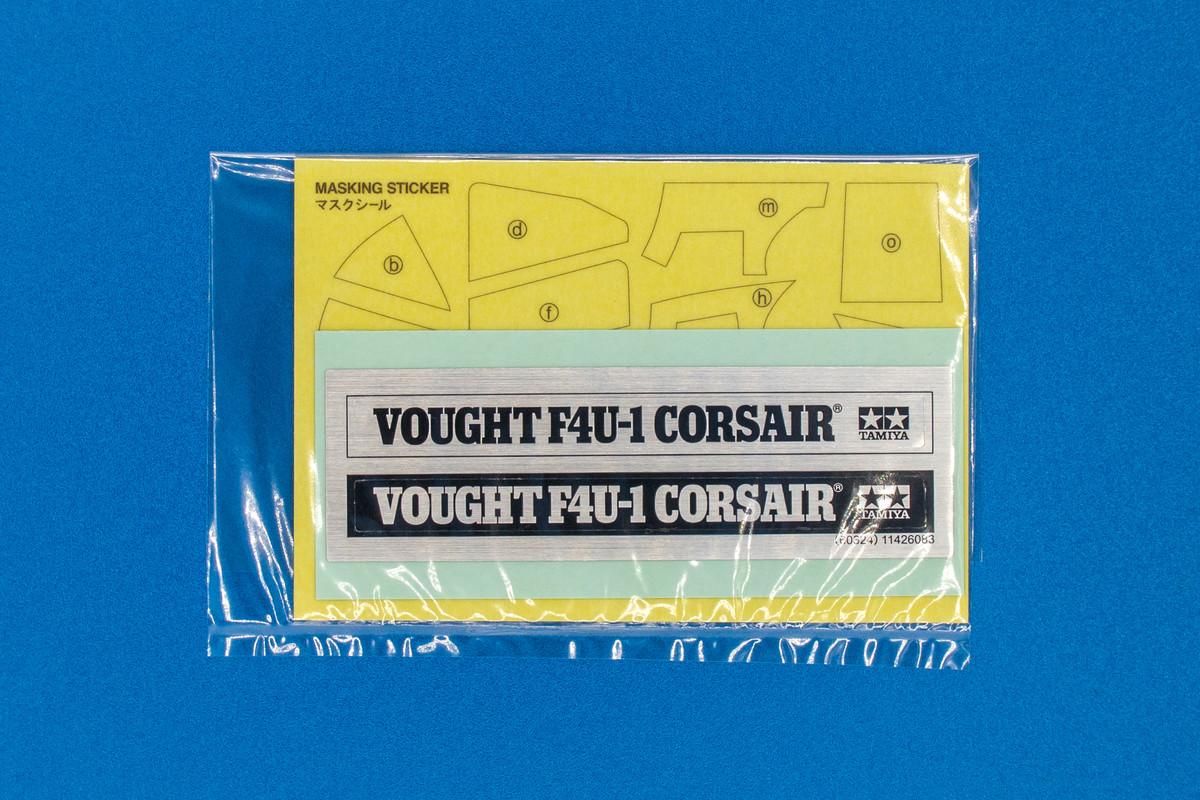 MASKING STICKER
マスクシール
b
d
f
m
h
o
VOUGHT F4U-1 CORSAIR®
TAMIYA
VOUGHT F4U-1 CORSAIR®
TAMIYA
(60324) 11426083